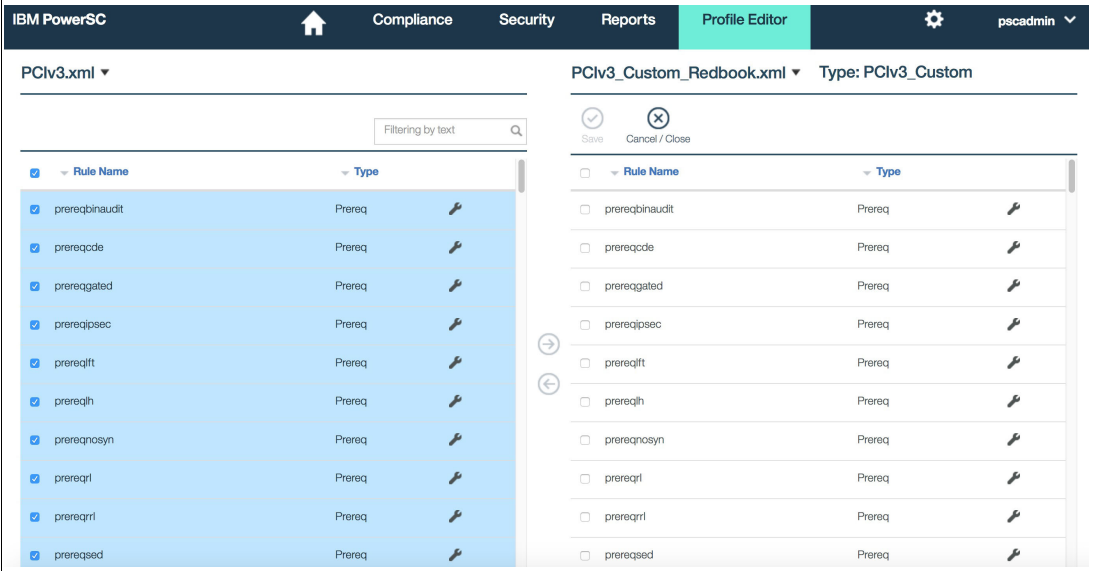 IBM PowerSC Compliance Security Reports Profile Editor pscadmin
PCIv3.xml PCIv3_Custom_Redbook.xml Type: PCIv3_Custom
Filtering by text
Save Cancel / Close
Rule Name Type Rule Name Type
prereqbinaudit Prereq prereqbinaudit Prereq
prereqcde Prereq prereqcde Prereq
prereqgated Prereq prereqgated Prereq
prereqipsec Prereq prereqipsec Prereq
prereqlft Prereq prereqlft Prereq
prereqlh Prereq prereqlh Prereq
prereqnosyn Prereq prereqnosyn Prereq
prereqrl Prereq prereqrl Prereq
prereqrrl Prereq prereqrrl Prereq
prereqsed Prereq prereqsed Prereq